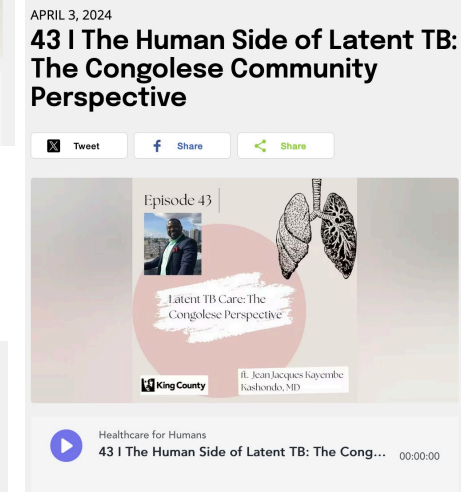 APRIL 3, 2024
43 I The Human Side of Latent TB:
The Congolese Community
Perspective
Tweet
Share
Share
Episode 43
Latent TB Care: The
Congolese Perspective
King County
ft. Jean Jacques Kayembe
Kashondo, MD
Healthcare for Humans
43 I The Human Side of Latent TB: The Cong...
00:00:00